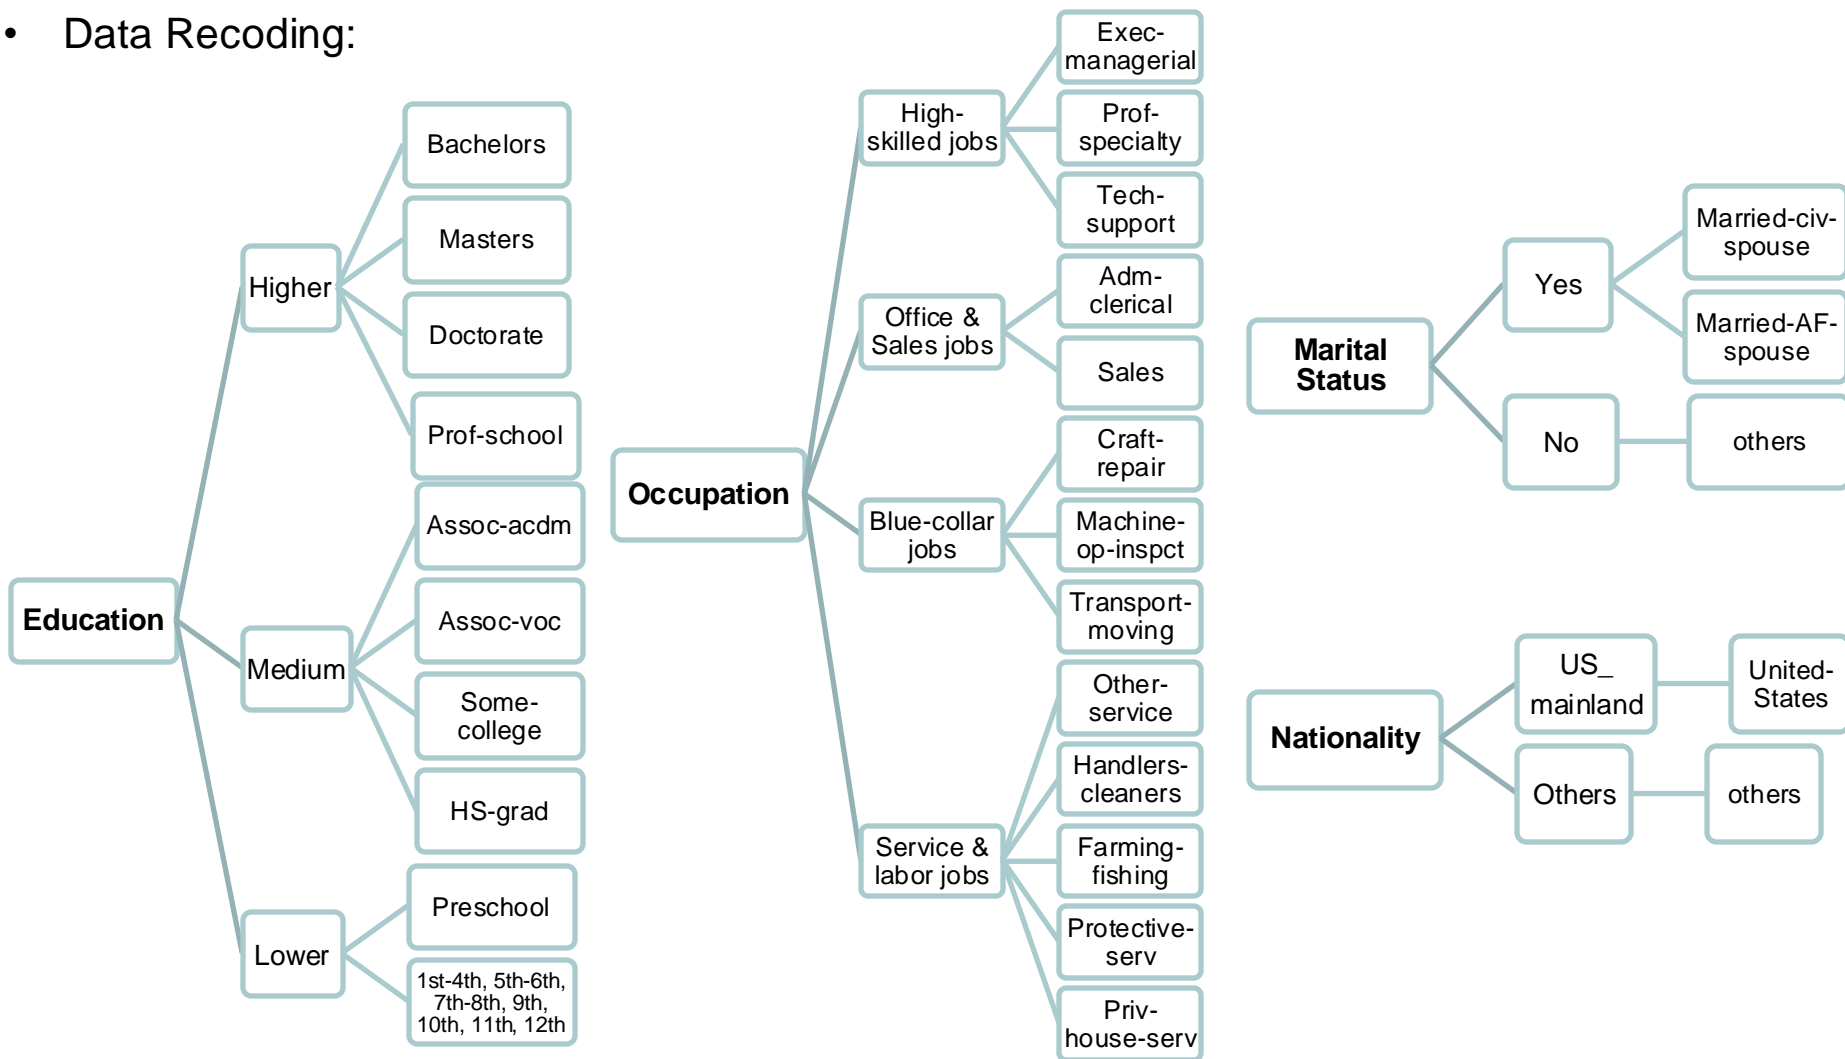 • Data Recoding:
Education
Higher
Bachelors
Masters
Doctorate
Prof-school
Medium
Assoc-acdm
Assoc-voc
Some-
college
HS-grad
Lower
Preschool
1st-4th, 5th-6th,
7th-8th, 9th,
10th, 11th, 12th
Occupation
High-
skilled jobs
Exec-
managerial
Prof-
specialty
Tech-
support
Office &
Sales jobs
Adm-
clerical
Sales
Blue-collar
jobs
Craft-
repair
Machine-
op-inspct
Transport-
moving
Service &
labor jobs
Other-
service
Handlers-
cleaners
Farming-
fishing
Protective-
serv
Priv-
house-serv
Marital
Status
Yes
Married-civ-
spouse
Married-AF-
spouse
No
others
Nationality
US_
mainland
United-
States
Others
others